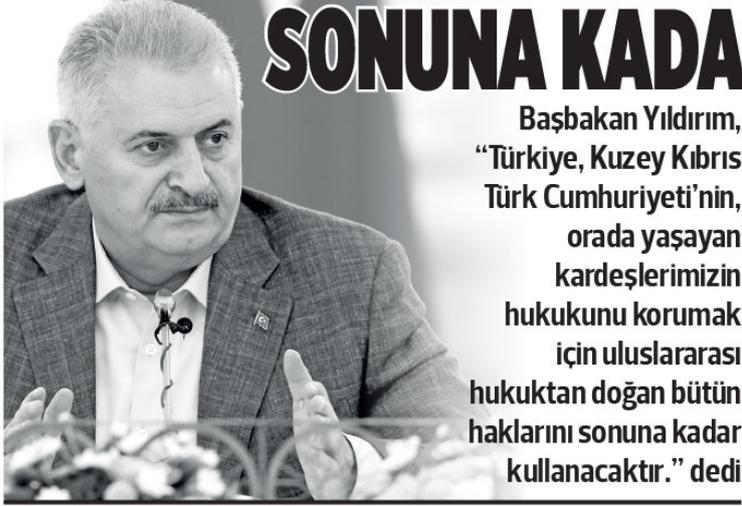 SONUNA KADA
Başbakan Yıldırım,
“Türkiye, Kuzey Kıbrıs
Türk Cumhuriyeti’nin,
orada yaşayan
kardeşlerimizin
hukukunu korumak
için uluslararası
hukuktan doğan bütün
haklarını sonuna kadar
kullanacaktır.” dedi